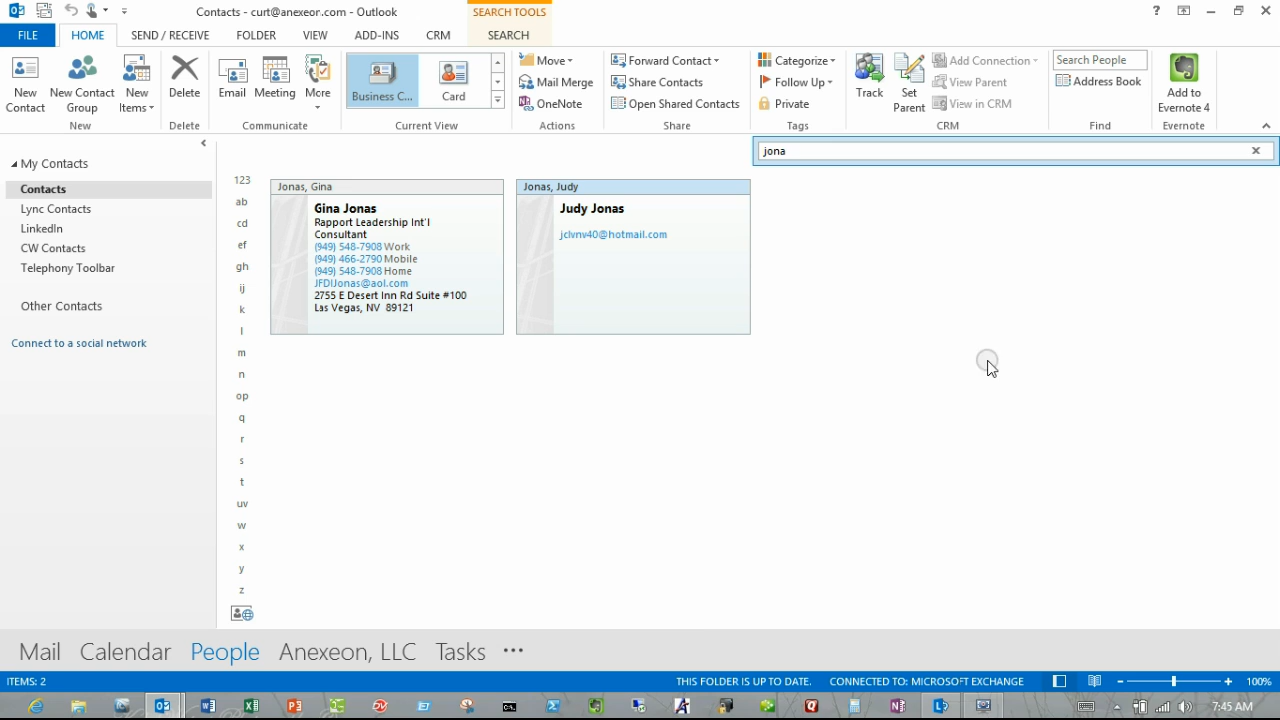 Contacts - curt@anexeor.com - Outlook
SEARCH TOOLS
?
FILE
HOME
SEND / RECEIVE
FOLDER
VIEW
ADD-INS
CRM
SEARCH
New Contact
New Contact Group
New Items
New
Delete
Delete
Email
Meeting
More
Communicate
Business C...
Card
Current View
Move
Mail Merge
OneNote
Actions
Forward Contact
Share Contacts
Open Shared Contacts
Share
Categorize
Follow Up
Private
Tags
Track
Set Parent
Add Connection
View Parent
View in CRM
CRM
Search People
Address Book
Find
Add to Evernote 4
Evernote
My Contacts
Contacts
Lync Contacts
LinkedIn
CW Contacts
Telephony Toolbar
Other Contacts
Connect to a social network
jona
123
ab
cd
ef
gh
ij
k
l
m
n
op
q
r
s
t
uv
w
x
y
z
Jonas, Gina
Gina Jonas
Rapport Leadership Int'l
Consultant
(949) 548-7908 Work
(949) 466-2790 Mobile
(949) 548-7908 Home
JFDIJonas@aol.com
2755 E Desert Inn Rd Suite #100
Las Vegas, NV 89121
Jonas, Judy
Judy Jonas
jclvnv40@hotmail.com
Mail Calendar People Anexeon, LLC Tasks •••
ITEMS: 2
THIS FOLDER IS UP TO DATE.
CONNECTED TO: MICROSOFT EXCHANGE
100%
7:45 AM